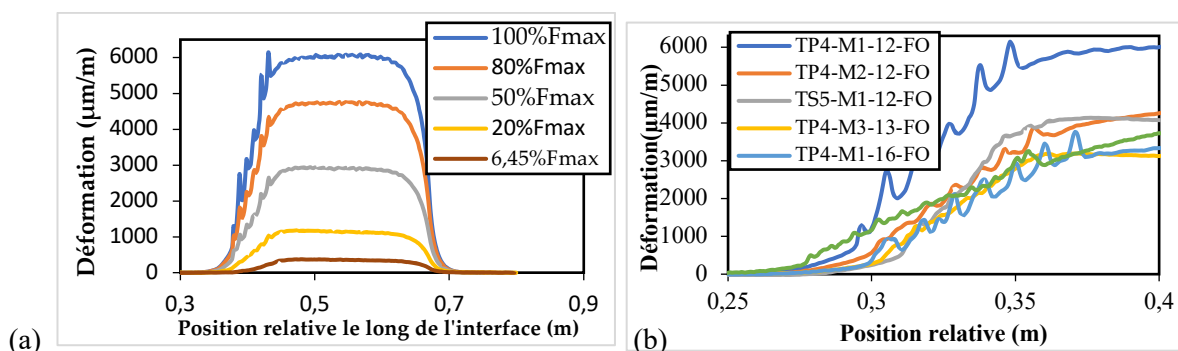 (a)
Déformation (µm/m)
6000
5000
4000
3000
2000
1000
0
0,3
0,5
0,7
0,9
Position relative le long de l'interface (m)
100%Fmax
80%Fmax
50%Fmax
20%Fmax
6,45%Fmax
(b)
Déformation(µm/m)
6000
5000
4000
3000
2000
1000
0
0,25
0,3
0,35
0,4
Position relative (m)
TP4-M1-12-FO
TP4-M2-12-FO
TS5-M1-12-FO
TP4-M3-13-FO
TP4-M1-16-FO